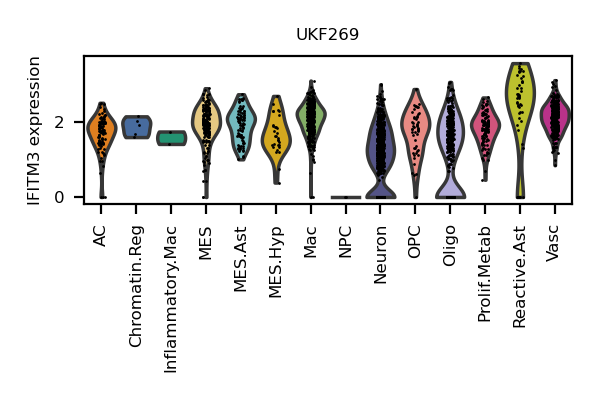 UKF269
IFITM3 expression
2
0
AC
Chromatin.Reg
Inflammatory.Mac
MES
MES.Ast
MES.Hyp
Mac
NPC
Neuron
OPC
Oligo
Prolif.Metab
Reactive.Ast
Vasc